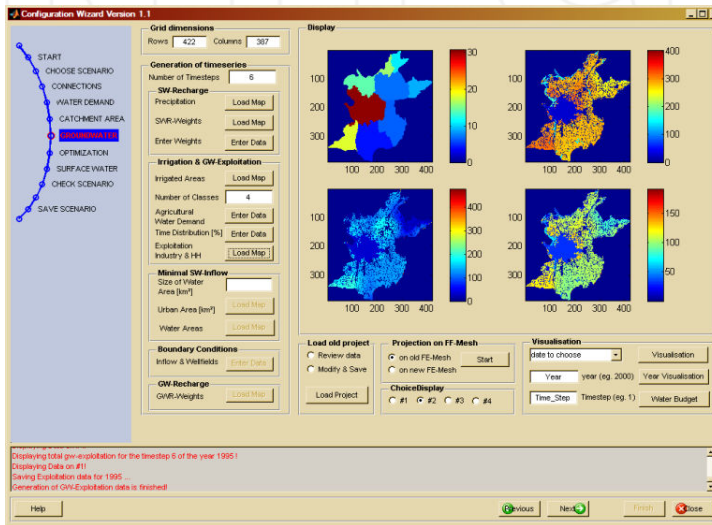 Configuration Wizard Version 1.1
START
CHOOSE SCENARIO
CONNECTIONS
WATER DEMAND
CATCHMENT AREA
GROUNDWATER
OPTIMIZATION
SURFACE WATER
CHECK SCENARIO
SAVE SCENARIO
Grid dimensions
Rows 422 Columns 387
Generation of timeseries
Number of Timesteps 6
SW-Recharge
Precipitation Load Map
SWR-Weights Load Map
Enter Weights Enter Data
Irrigation & GW-Exploitation
Irrigated Areas Load Map
Number of Classes 4
Agricultural
Water Demand Enter Data
Time Distribution [%] Enter Data
Exploitation
Industry & HH Load Map
Minimal SW-Inflow
Size of Water
Area [km²]
Urban Area [km²] Load Map
Water Areas Load Map
Boundary Conditions
Inflow & Wellfields Enter Data
GW-Recharge
GWR-Weights Load Map
Display
100
200
300
100 200 300 400
30
25
20
15
10
5
0
100
200
300
100 200 300 400
400
300
200
100
0
100
200
300
100 200 300 400
400
300
200
100
0
100
200
300
100 200 300 400
150
100
50
Load old project
Review data
Modify & Save
Load Project
Projection on FF-Mesh
on old FE-Mesh
on new FE-Mesh
Start
ChoiceDisplay
#1 #2 #3 #4
Visualisation
date to choose Visualisation
Year year (eg. 2000) Year Visualisation
Time_Step Timestep (eg. 1) Water Budget
Displaying total gw-exploitation for the timestep 6 of the year 1995 !
Displaying Data on #1!
Saving Exploitation data for 1995 ...
Generation of GW-Exploitation data is finished!
Help
Previous
Next
Finish
Close